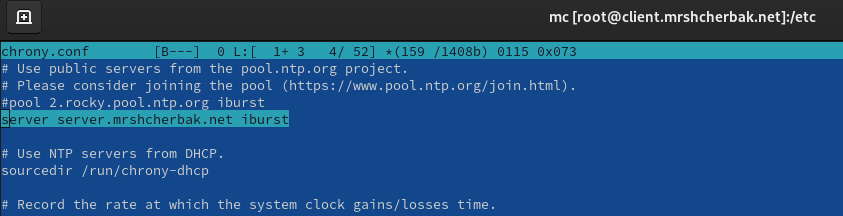 mc [root@client.mrshcherbak.net]:/etc
chrony.conf [B---] 0 L:[ 1+ 3 4/ 52] *(159 /1408b) 0115 0x073
# Use public servers from the pool.ntp.org project.
# Please consider joining the pool (https://www.pool.ntp.org/join.html).
#pool 2.rocky.pool.ntp.org iburst
server server.mrshcherbak.net iburst
# Use NTP servers from DHCP.
sourcedir /run/chrony-dhcp
# Record the rate at which the system clock gains/losses time.